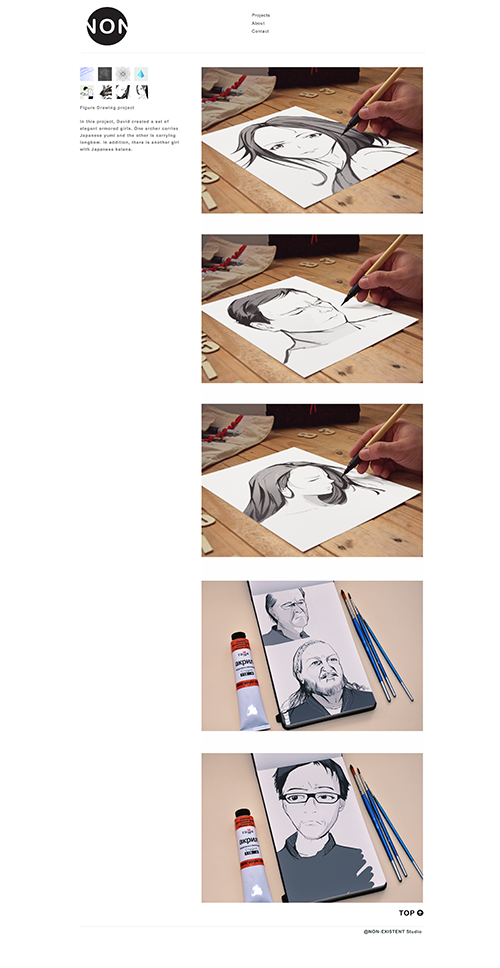 NON
Projects
About
Contact
Figure Drawing project
In this project, David created a set of
elegant armored girls. One archer carries
Japanese yumi and the other is carrying
longbow. In addition, there is another girl
with Japanese katana.
акрил
акрил
TOP
@NON EXISTENT Studio